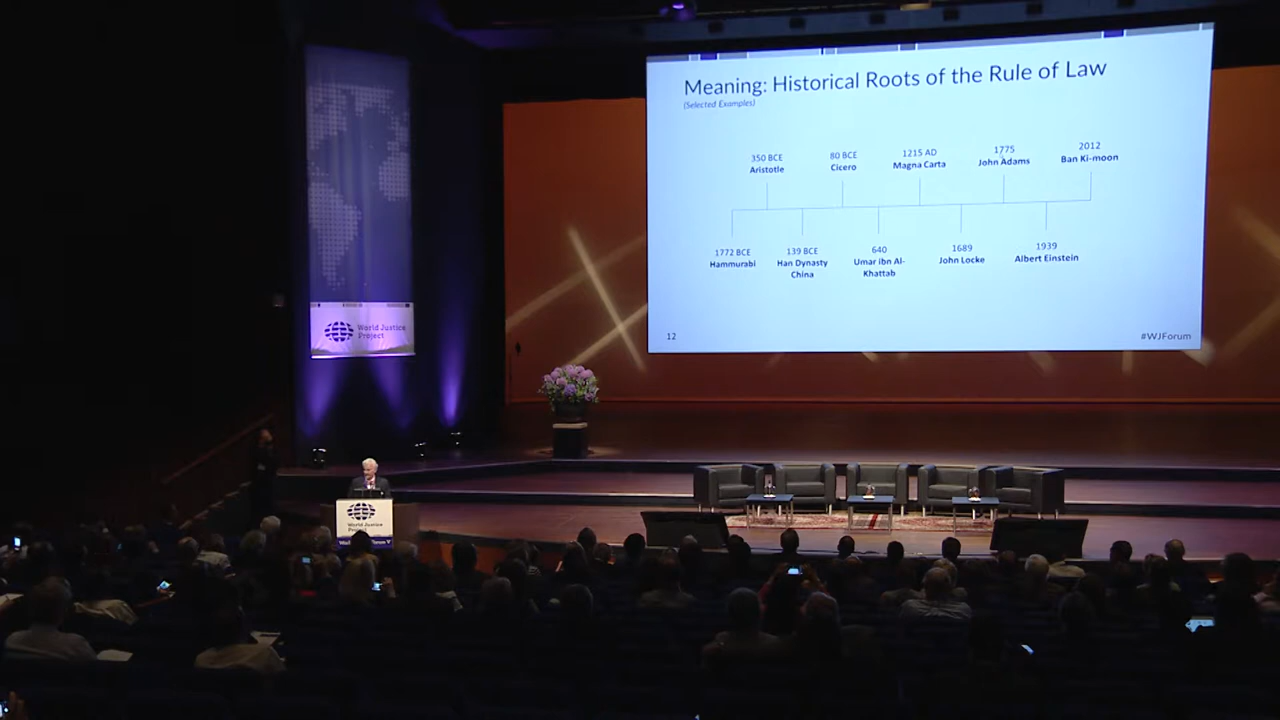 Meaning: Historical Roots of the Rule of Law
(Selected Examples)
350 BCE
Aristotle
80 BCE
Cicero
1215 AD
Magna Carta
1775
John Adams
2012
Ban Ki-moon
1772 BCE
Hammurabi
139 BCE
Han Dynasty
China
640
Umar ibn Al-
Khattab
1689
John Locke
1939
Albert Einstein
12
#WJForum
World Justice
Project
World Justice
Project